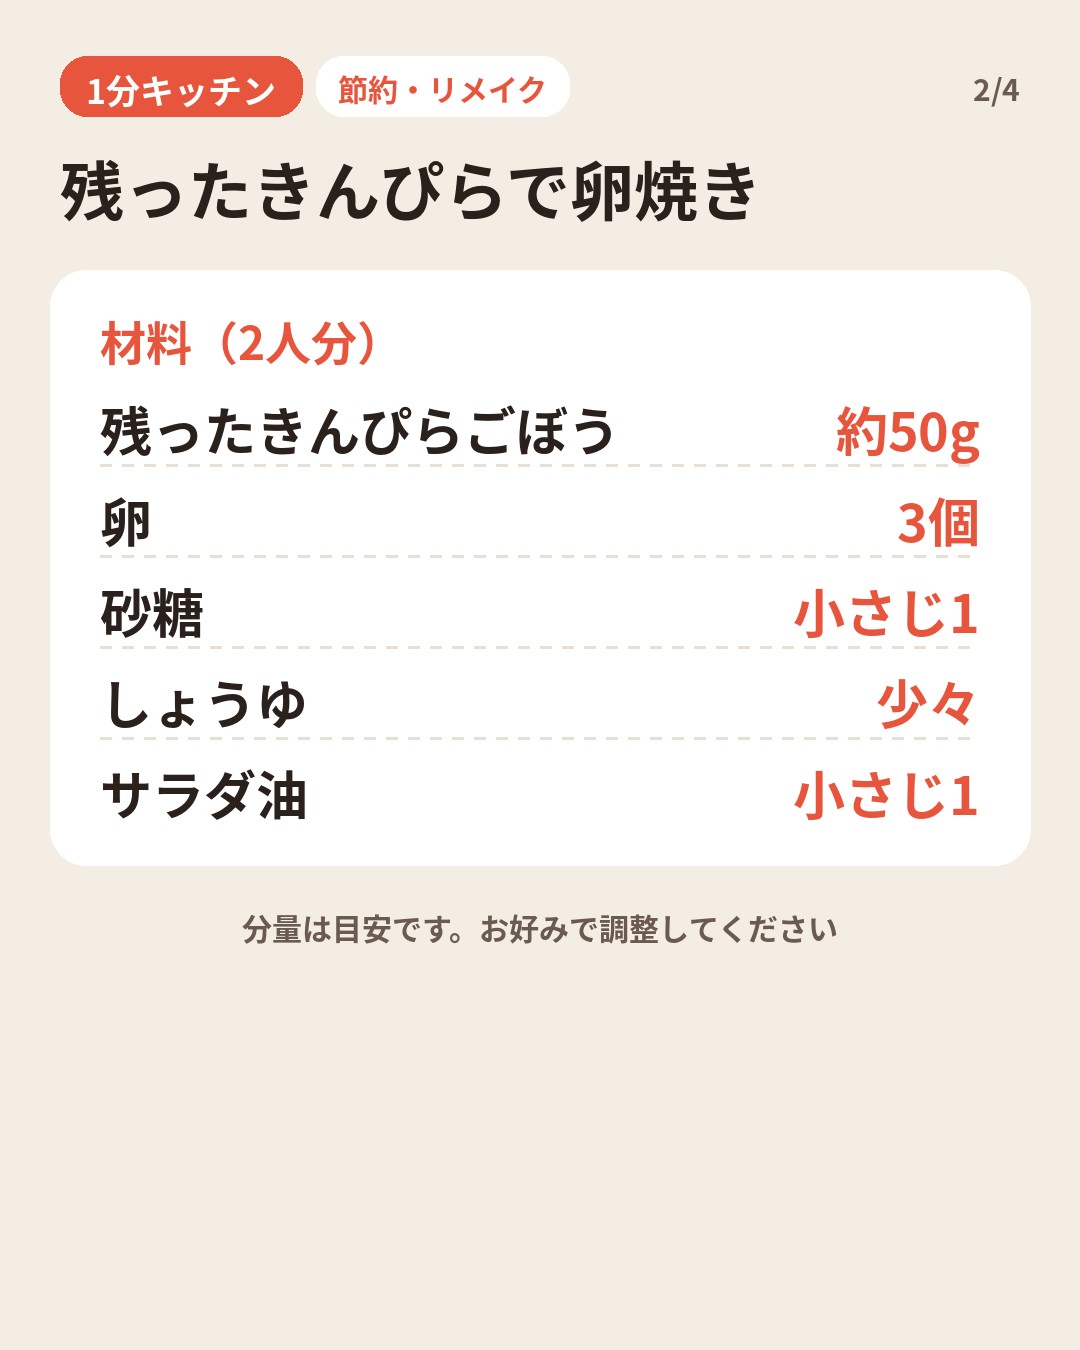 1分キッチン 節約・リメイク 2/4
残ったきんぴらで卵焼き
材料（2人分）
残ったきんぴらごぼう 約50g
卵 3個
砂糖 小さじ1
しょうゆ 少々
サラダ油 小さじ1
分量は目安です。お好みで調整してください